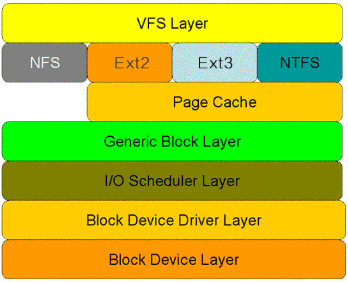 VFS Layer
NFS Ext2 Ext3 NTFS
Page Cache
Generic Block Layer
I/O Scheduler Layer
Block Device Driver Layer
Block Device Layer